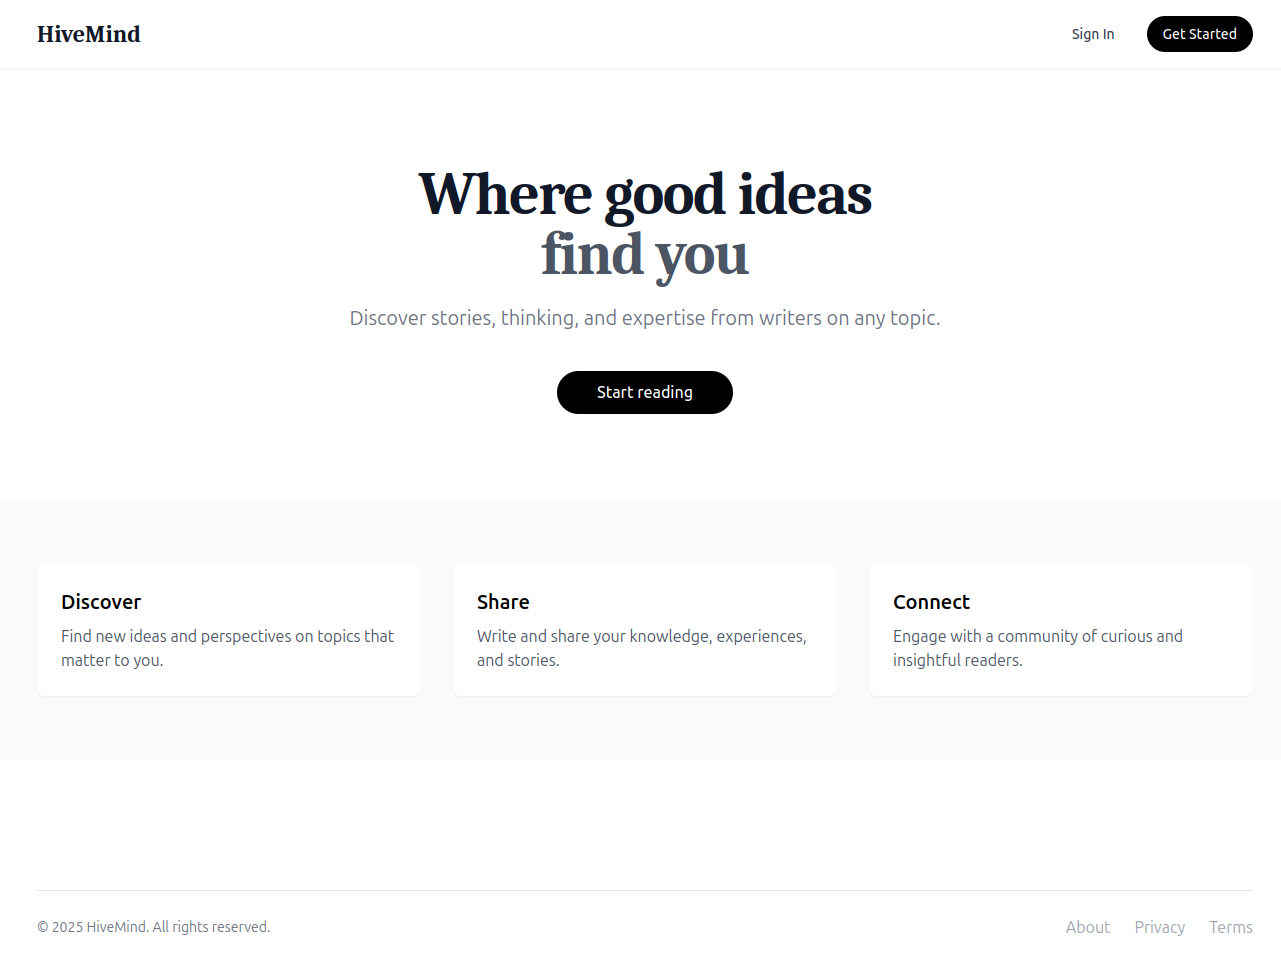 HiveMind
Sign In
Get Started
Where good ideas
find you
Discover stories, thinking, and expertise from writers on any topic.
Start reading
Discover
Find new ideas and perspectives on topics that
matter to you.
Share
Write and share your knowledge, experiences,
and stories.
Connect
Engage with a community of curious and
insightful readers.
© 2025 HiveMind. All rights reserved.
About
Privacy
Terms